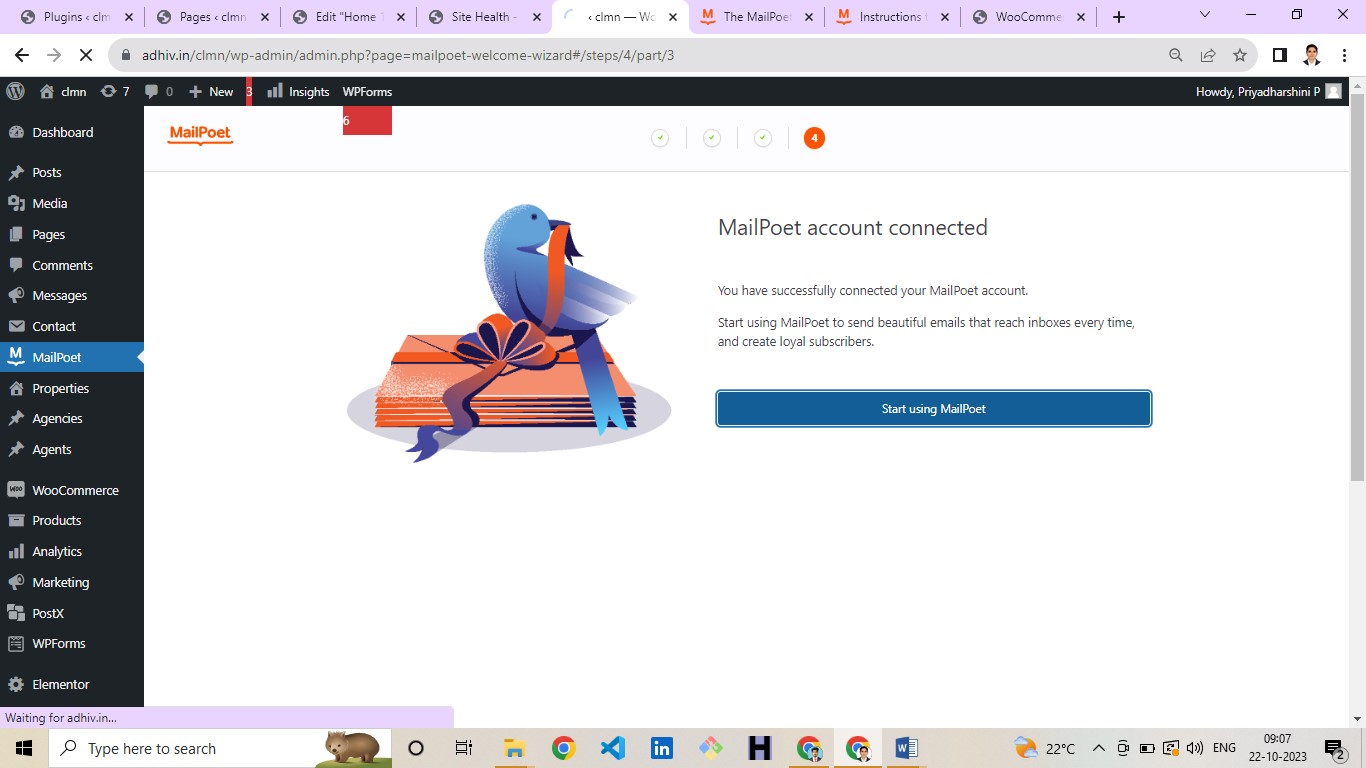 Plugins ‹ clm
Pages ‹ clmn
Edit "Home 1
Site Health -
‹ clmn — Wo
The MailPoet
Instructions t
WooComme
adhiv.in/clmn/wp-admin/admin.php?page=mailpoet-welcome-wizard#/steps/4/part/3
clmn
7
0
New
3
Insights
WPForms
6
Howdy, Priyadharshini P
MailPoet
4
Dashboard
Posts
Media
Pages
Comments
Messages
Contact
MailPoet
Properties
Agencies
Agents
WooCommerce
Products
Analytics
Marketing
PostX
WPForms
Elementor
MailPoet account connected
You have successfully connected your MailPoet account.
Start using MailPoet to send beautiful emails that reach inboxes every time,
and create loyal subscribers.
Start using MailPoet
Waiting for adhiv.in...
Type here to search
22°C
ENG
09:07
22-10-2023
2